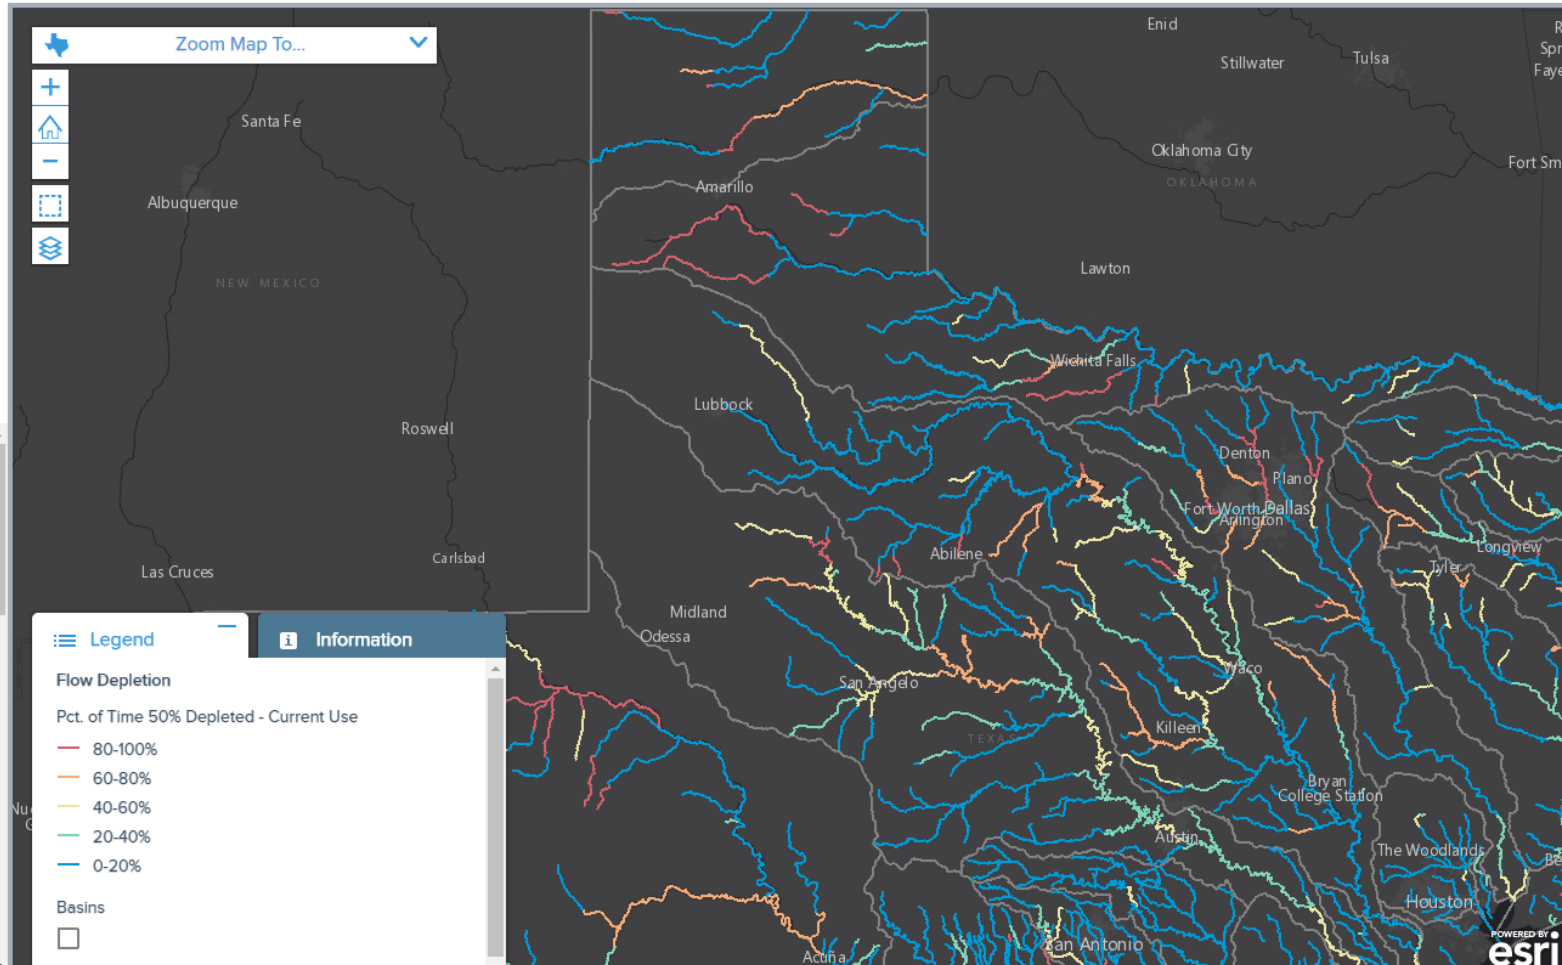 Zoom Map To...
Enid
Stillwater
Tulsa
Spr
Faye
Santa Fe
Oklahoma City
OKLAHOMA
Fort Sm
Amarillo
Albuquerque
Lawton
NEW MEXICO
Wichita Falls
Lubbock
Roswell
Denton
Plano
Fort Worth Dallas
Arlington
Longview
Abilene
Carlsbad
Tyler
Las Cruces
Midland
Odessa
Legend
Information
Waco
San Angelo
Flow Depletion
Pct. of Time 50% Depleted - Current Use
Killeen
TEXAS
80-100%
60-80%
Bryan
College Station
40-60%
Nu
20-40%
Austin
The Woodlands
Be
0-20%
Houston
Basins
POWERED BY
esri
San Antonio
Acuña